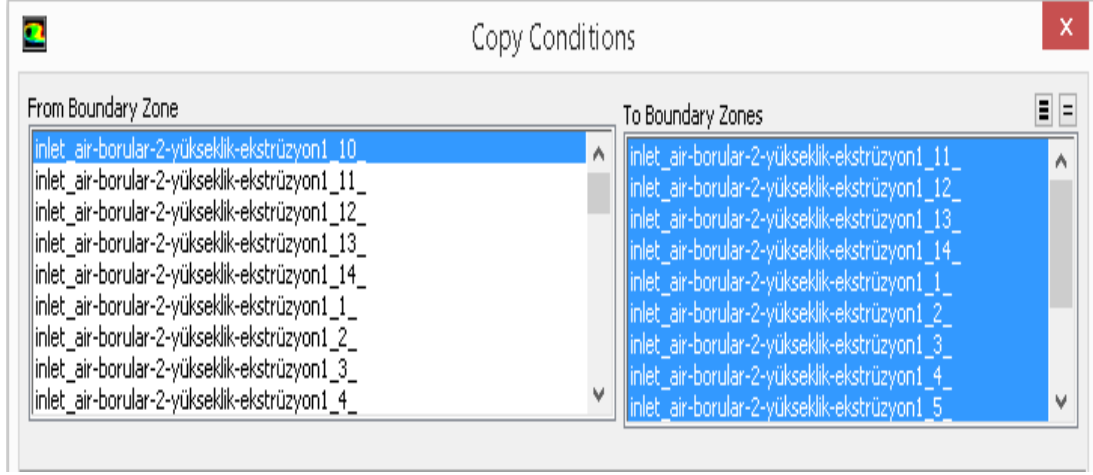 Copy Conditions
X
From Boundary Zone
inlet_air-borular-2-yükseklik-ekstrüzyon1_10_
inlet_air-borular-2-yükseklik-ekstrüzyon1_11_
inlet_air-borular-2-yükseklik-ekstrüzyon1_12_
inlet_air-borular-2-yükseklik-ekstrüzyon1_13_
inlet_air-borular-2-yükseklik-ekstrüzyon1_14_
inlet_air-borular-2-yükseklik-ekstrüzyon1_1_
inlet_air-borular-2-yükseklik-ekstrüzyon1_2_
inlet_air-borular-2-yükseklik-ekstrüzyon1_3_
inlet_air-borular-2-yükseklik-ekstrüzyon1_4_
To Boundary Zones
inlet_air-borular-2-yükseklik-ekstrüzyon1_11_
inlet_air-borular-2-yükseklik-ekstrüzyon1_12_
inlet_air-borular-2-yükseklik-ekstrüzyon1_13_
inlet_air-borular-2-yükseklik-ekstrüzyon1_14_
inlet_air-borular-2-yükseklik-ekstrüzyon1_1_
inlet_air-borular-2-yükseklik-ekstrüzyon1_2_
inlet_air-borular-2-yükseklik-ekstrüzyon1_3_
inlet_air-borular-2-yükseklik-ekstrüzyon1_4_
inlet_air-borular-2-yükseklik-ekstrüzyon1_5_